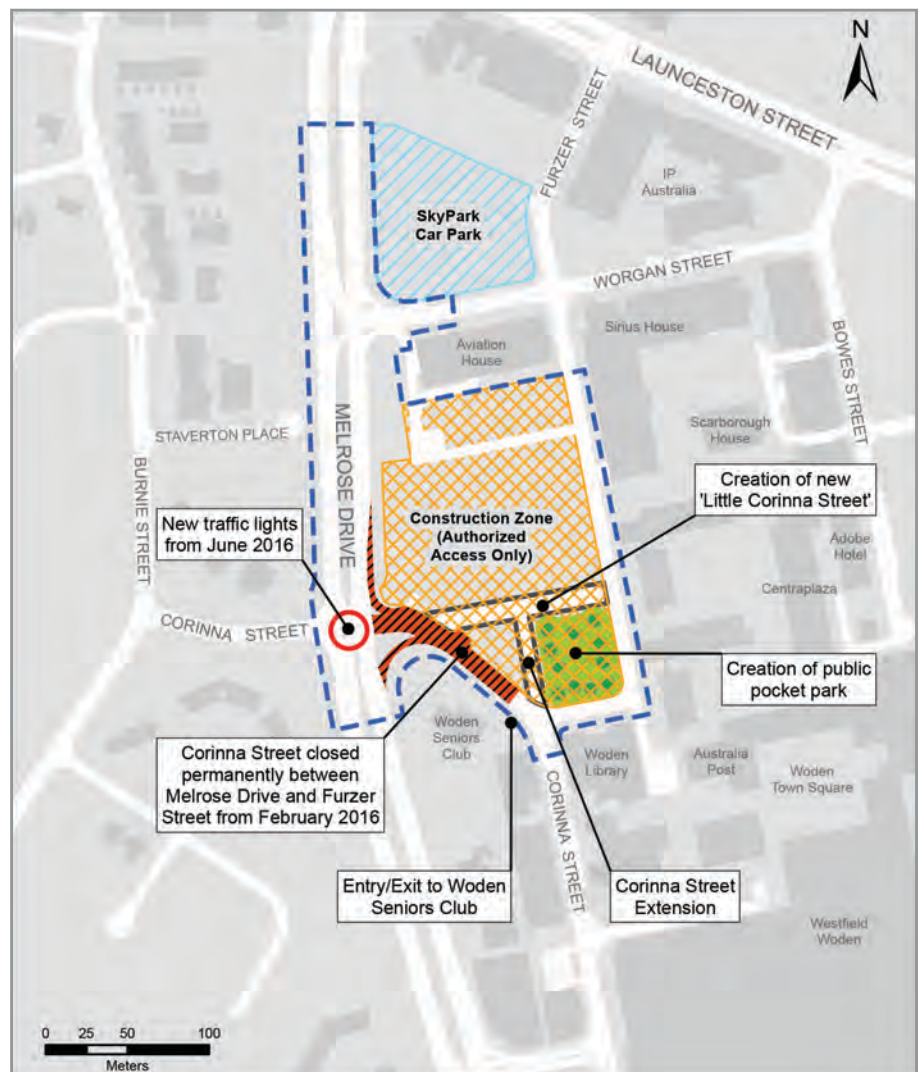 N
LAUNCESTON STREET
FURZER STREET
IP
Australia
SkyPark
Car Park
WORGAN STREET
Sirius House
Aviation
House
BOWES STREET
MELROSE DRIVE
STAVERTON PLACE
Scarborough
House
BURNIE STREET
Creation of new
'Little Corinna Street'
New traffic lights
from June 2016
Construction Zone
(Authorized
Access Only)
Adobe
Hotel
Centraplaza
CORINNA STREET
Creation of public
pocket park
Woden
Seniors
Club
Woden
Library
Australia
Post
Woden
Town Square
Corinna Street closed
permanently between
Melrose Drive and Furzer
Street from February 2016
CORINNA STREET
Entry/Exit to Woden
Seniors Club
Corinna Street
Extension
Westfield
Woden
0 25 50 100
Meters